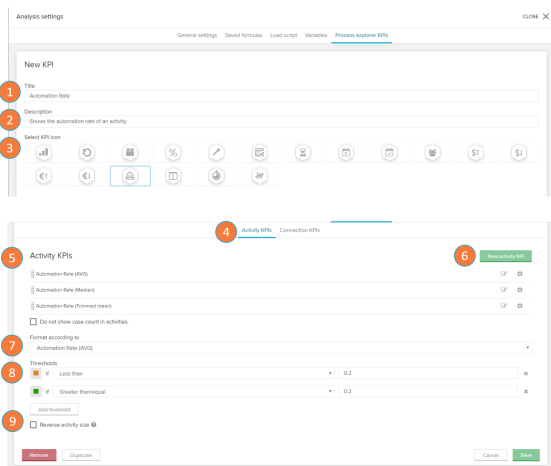 Analysis settings
CLOSE
General settings Saved formulas Load script Variables Process explorer KPIs
New KPI
1
Title
Automation Rate
2
Description
Shows the automation rate of an activity
3
Select KPI icon
% $↑ $↓
€↑ €↓
4
Activity KPIs Connection KPIs
5
Activity KPIs
6
New activity KPI
Automation Rate (AVG)
Automation Rate (Median)
Automation Rate (Trimmed mean)
Do not show case count in activities.
7
Format according to
Automation Rate (AVG)
8
Thresholds
If Less than 0.2
If Greater than/equal 0.2
Add threshold
9
Reverse activity size
Remove Duplicate Cancel Save